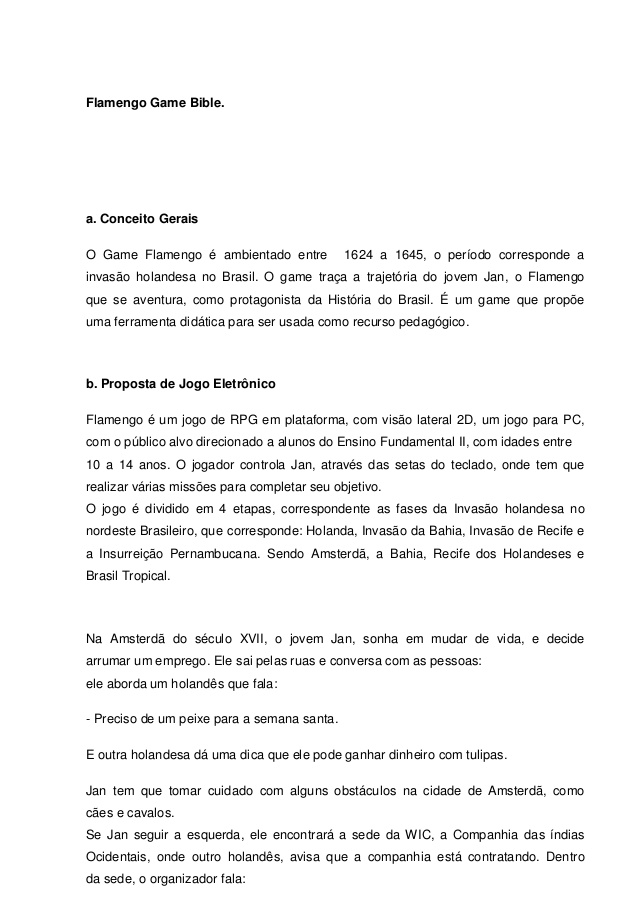 Flamengo Game Bible.
a. Conceito Gerais
O Game Flamengo é ambientado entre 1624 a 1645, o período corresponde a
invasão holandesa no Brasil. O game traça a trajetória do jovem Jan, o Flamengo
que se aventura, como protagonista da História do Brasil. É um game que propõe
uma ferramenta didática para ser usada como recurso pedagógico.
b. Proposta de Jogo Eletrônico
Flamengo é um jogo de RPG em plataforma, com visão lateral 2D, um jogo para PC,
com o público alvo direcionado a alunos do Ensino Fundamental II, com idades entre
10 a 14 anos. O jogador controla Jan, através das setas do teclado, onde tem que
realizar várias missões para completar seu objetivo.
O jogo é dividido em 4 etapas, correspondente as fases da Invasão holandesa no
nordeste Brasileiro, que corresponde: Holanda, Invasão da Bahia, Invasão de Recife e
a Insurreição Pernambucana. Sendo Amsterdã, a Bahia, Recife dos Holandeses e
Brasil Tropical.
Na Amsterdã do século XVII, o jovem Jan, sonha em mudar de vida, e decide
arrumar um emprego. Ele sai pelas ruas e conversa com as pessoas:
ele aborda um holandês que fala:
- Preciso de um peixe para a semana santa.
E outra holandesa dá uma dica que ele pode ganhar dinheiro com tulipas.
Jan tem que tomar cuidado com alguns obstáculos na cidade de Amsterdã, como
cães e cavalos.
Se Jan seguir a esquerda, ele encontrará a sede da WIC, a Companhia das índias
Ocidentais, onde outro holandês, avisa que a companhia está contratando. Dentro
da sede, o organizador fala: